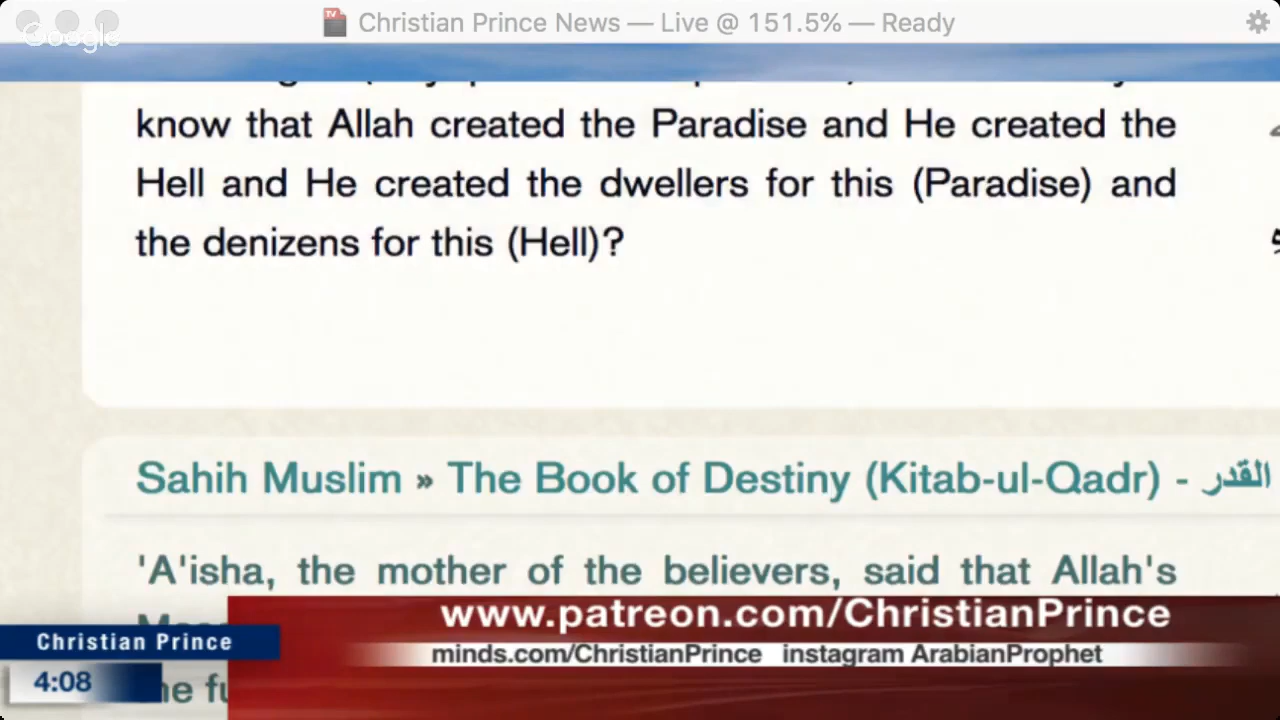 Christian Prince News — Live @ 151.5% — Ready
Google
know that Allah created the Paradise and He created the
Hell and He created the dwellers for this (Paradise) and
the denizens for this (Hell)?
Sahih Muslim » The Book of Destiny (Kitab-ul-Qadr) - القدر
'A'isha, the mother of the believers, said that Allah's
www.patreon.com/ChristianPrince
Christian Prince
minds.com/ChristianPrince instagram ArabianProphet
4:08